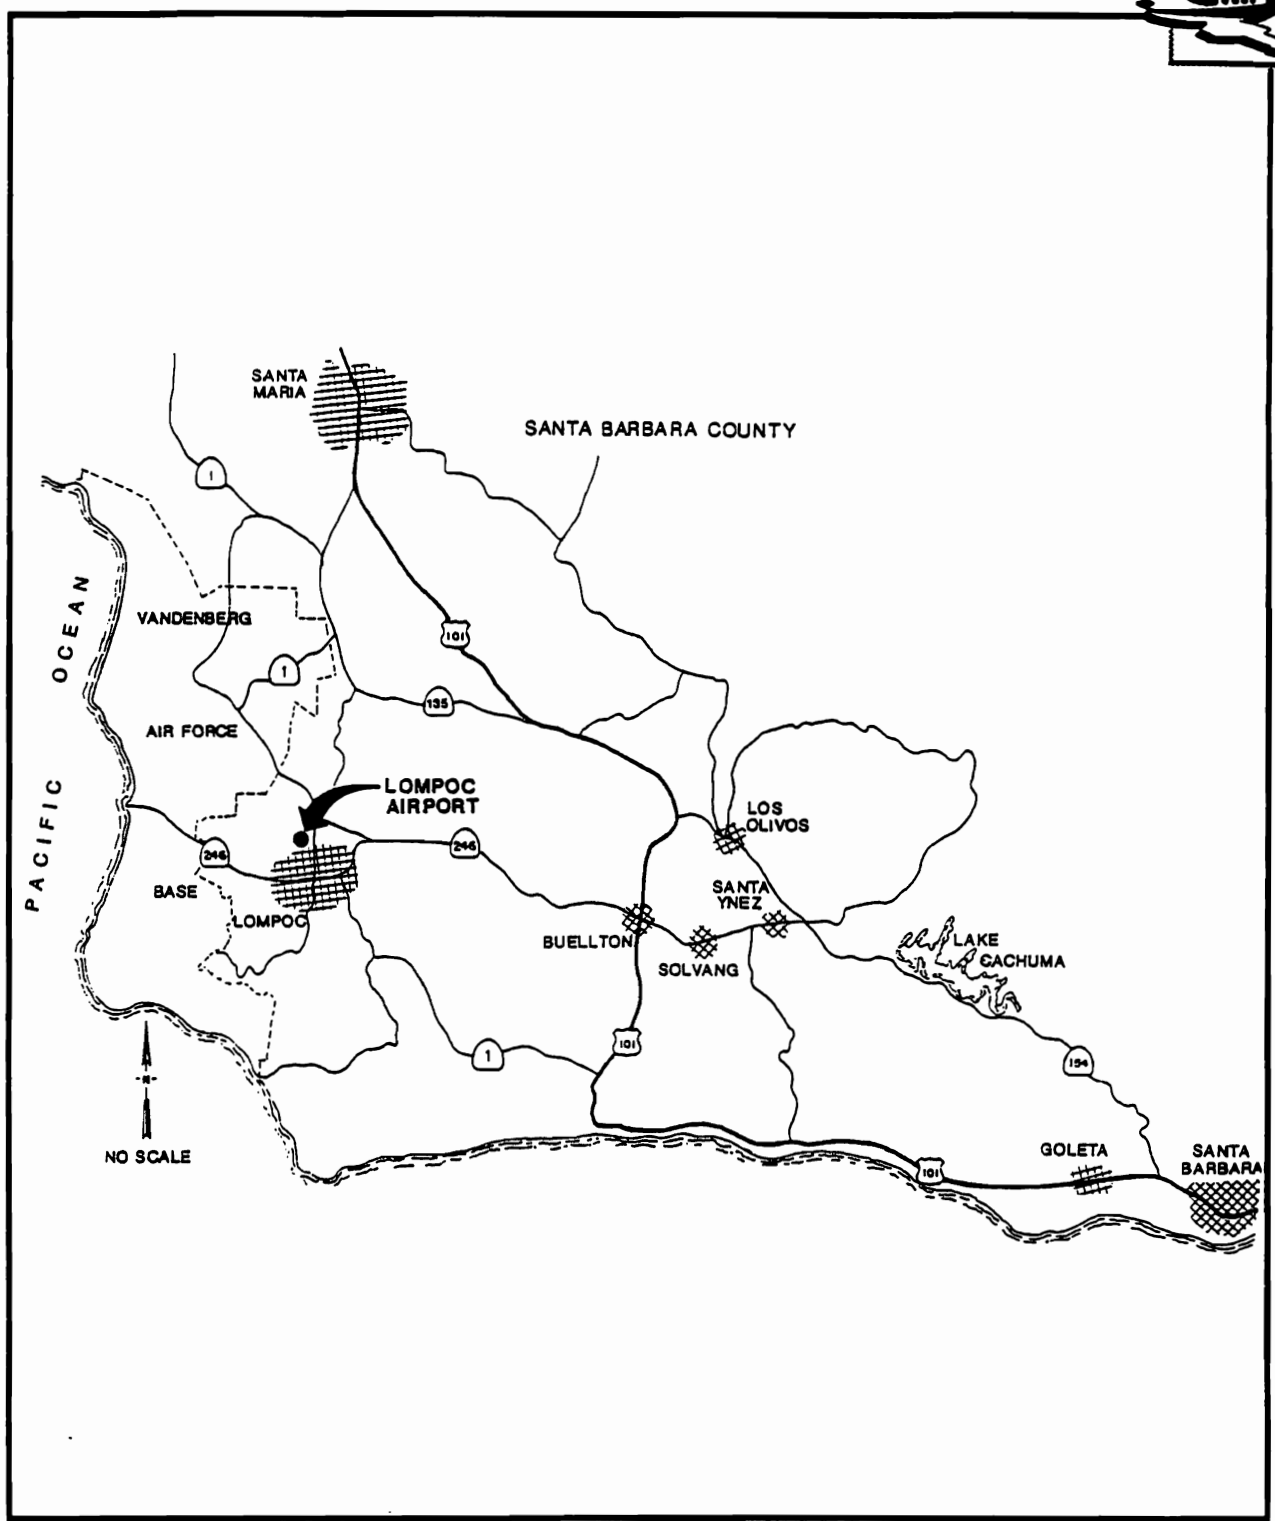 SANTA
MARIA
SANTA BARBARA COUNTY
1
PACIFIC OCEAN
VANDENBERG
101
1
135
AIR FORCE
LOMPOC
AIRPORT
LOS
OLIVOS
246
246
BASE
SANTA
YNEZ
LOMPOC
BUELLTON
SOLVANG
LAKE
CACHUMA
101
1
154
-N-
NO SCALE
GOLETA
SANTA
BARBARA
101